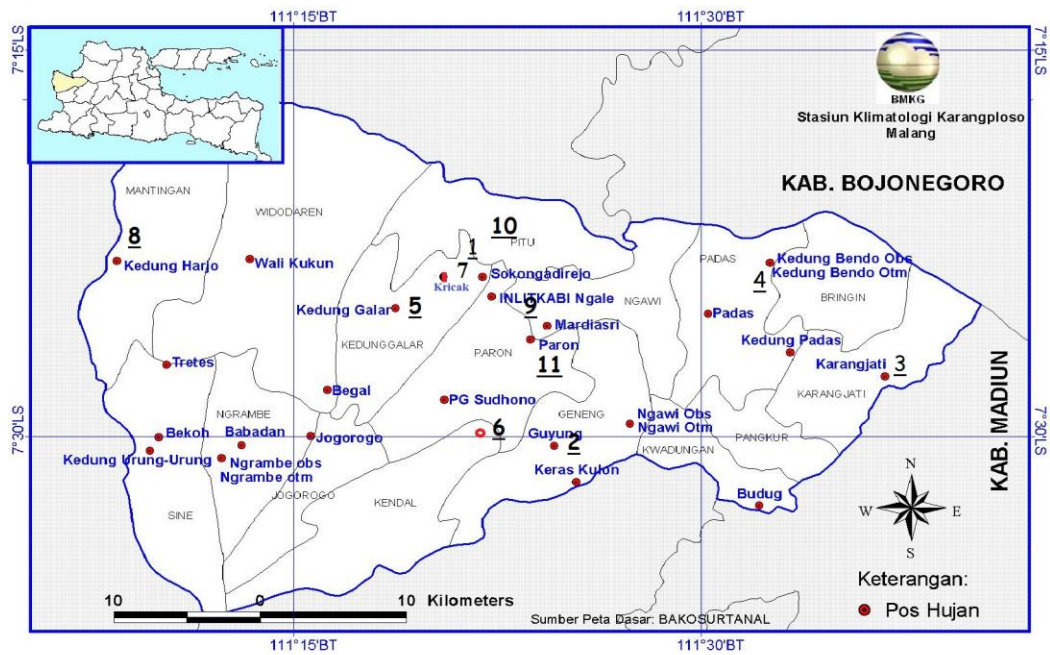 111°15'BT
111°30'BT
7°15'LS
7°15'LS
BMKG
Stasiun Klimatologi Karangploso
Malang
KAB. BOJONEGORO
MANTINGAN
WIDODAREN
8
Kedung Harjo
Wali Kukun
10
PITU
1
7
Kricak
Sokongadirejo
INLITKABI Ngale
NGAWI
PADAS
Kedung Bendo Obs
Kedung Bendo Otm
4
BRINGIN
Kedung Galar
5
9
Mardiasri
Paron
Padas
KEDUNGGALAR
PARON
11
Kedung Padas
Karangjati
3
KARANGJATI
Tretes
Begal
PG Sudhono
NGRAMBE
GENENG
Ngawi Obs
Ngawi Otm
PANGKUR
KWADUNGAN
7°30'LS
7°30'LS
Bekoh
Babadan
Jogorogo
6
Guyung
2
Kedung Urung-Urung
Ngrambe obs
Ngrambe otm
Keras Kulon
JOGOROGO
KENDAL
SINE
Budug
KAB. MADIUN
N
W
E
S
Keterangan:
Pos Hujan
10 0 10 Kilometers
Sumber Peta Dasar: BAKOSURTANAL
111°15'BT
111°30'BT